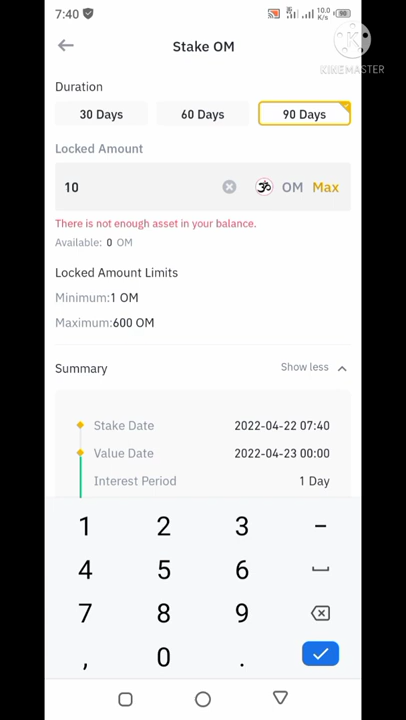 7:40
10.0
K/s
90
K
KINEMASTER
Stake OM
Duration
30 Days
60 Days
90 Days
Locked Amount
10
ॐ OM Max
There is not enough asset in your balance.
Available: 0 OM
Locked Amount Limits
Minimum:1 OM
Maximum:600 OM
Summary
Show less
Stake Date
2022-04-22 07:40
Value Date
2022-04-23 00:00
Interest Period
1 Day
1 2 3 -
4 5 6
7 8 9
, 0 .